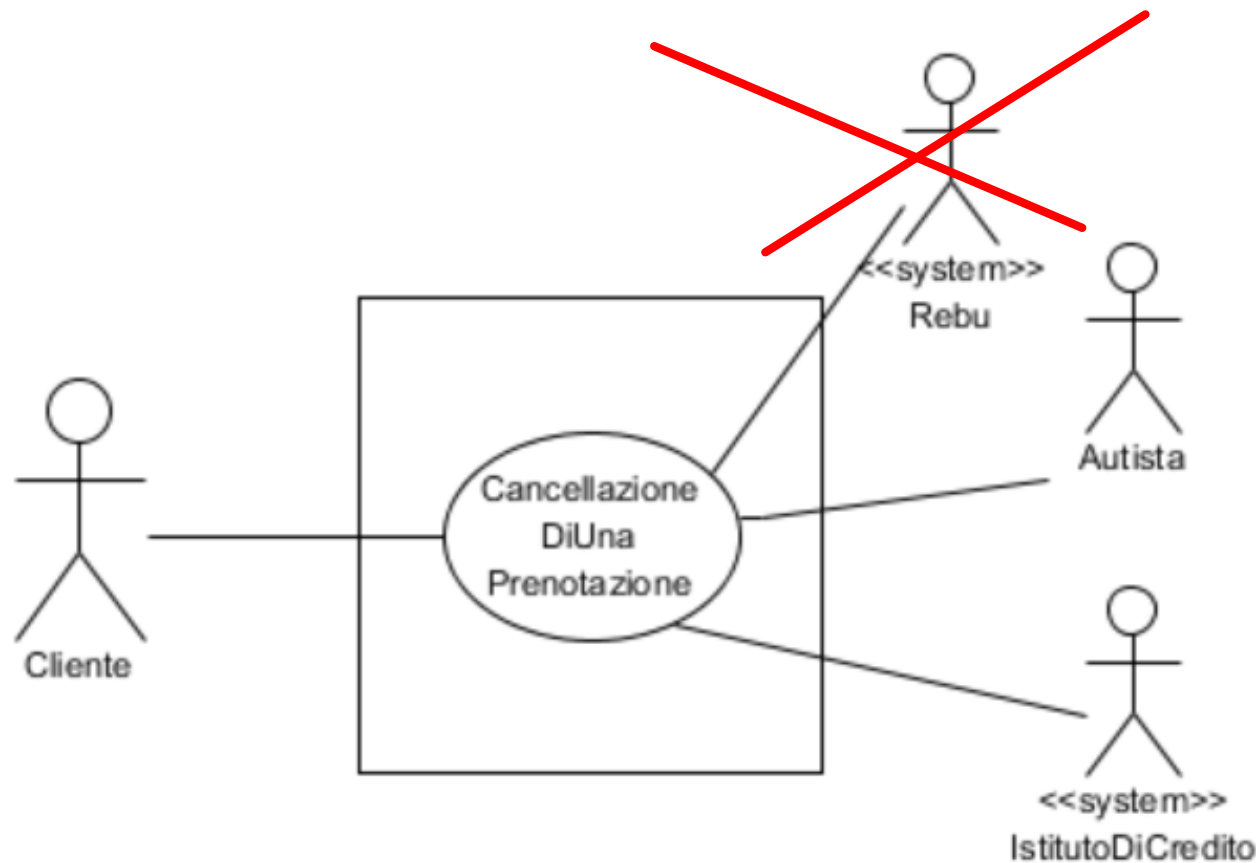 <<system>>
Rebu
Autista
Cancellazione
DiUna
Prenotazione
Cliente
<<system>>
IstitutoDiCredito